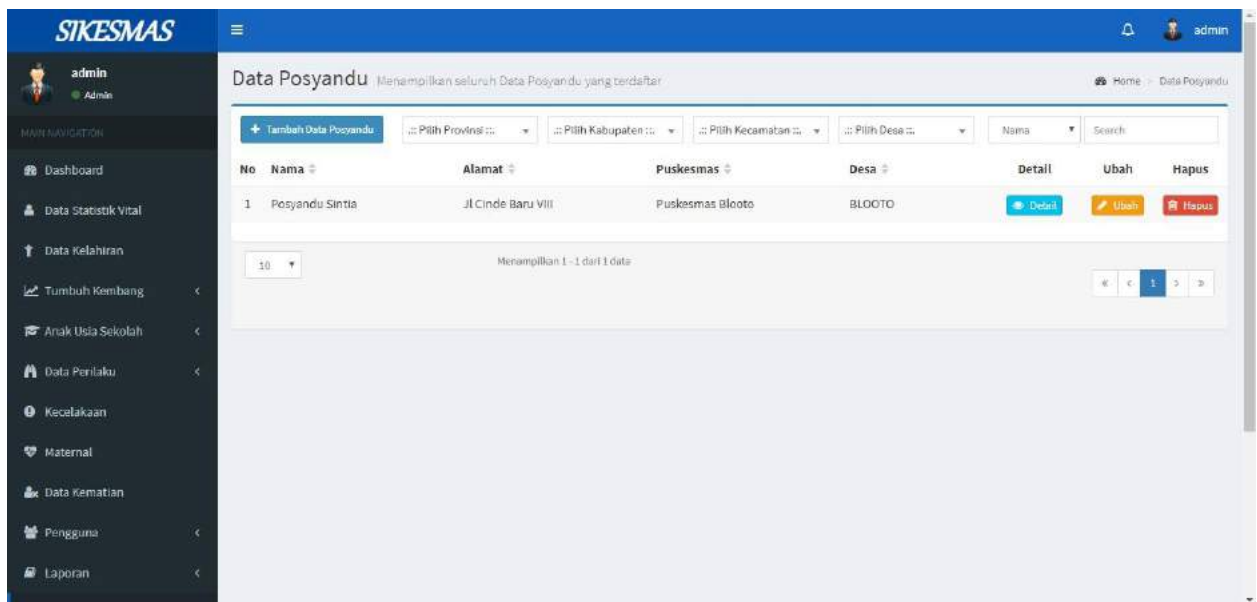 SIKESMAS
admin
admin
Admin
MAIN NAVIGATION
Dashboard
Data Statistik Vital
Data Kelahiran
Tumbuh Kembang
Anak Usia Sekolah
Data Perilaku
Kecelakaan
Maternal
Data Kematian
Pengguna
Laporan
Data Posyandu Menampilkan seluruh Data Posyandu yang terdaftar
Home > Data Posyandu
+ Tambah Data Posyandu .:: Pilih Provinsi ::. .:: Pilih Kabupaten ::. .:: Pilih Kecamatan ::. .:: Pilih Desa ::. Nama Search
No Nama Alamat Puskesmas Desa Detail Ubah Hapus
1 Posyandu Sintia Jl Cinde Baru VIII Puskesmas Blooto BLOOTO Detail Ubah Hapus
10 Menampilkan 1 - 1 dari 1 data
« ‹ 1 › »